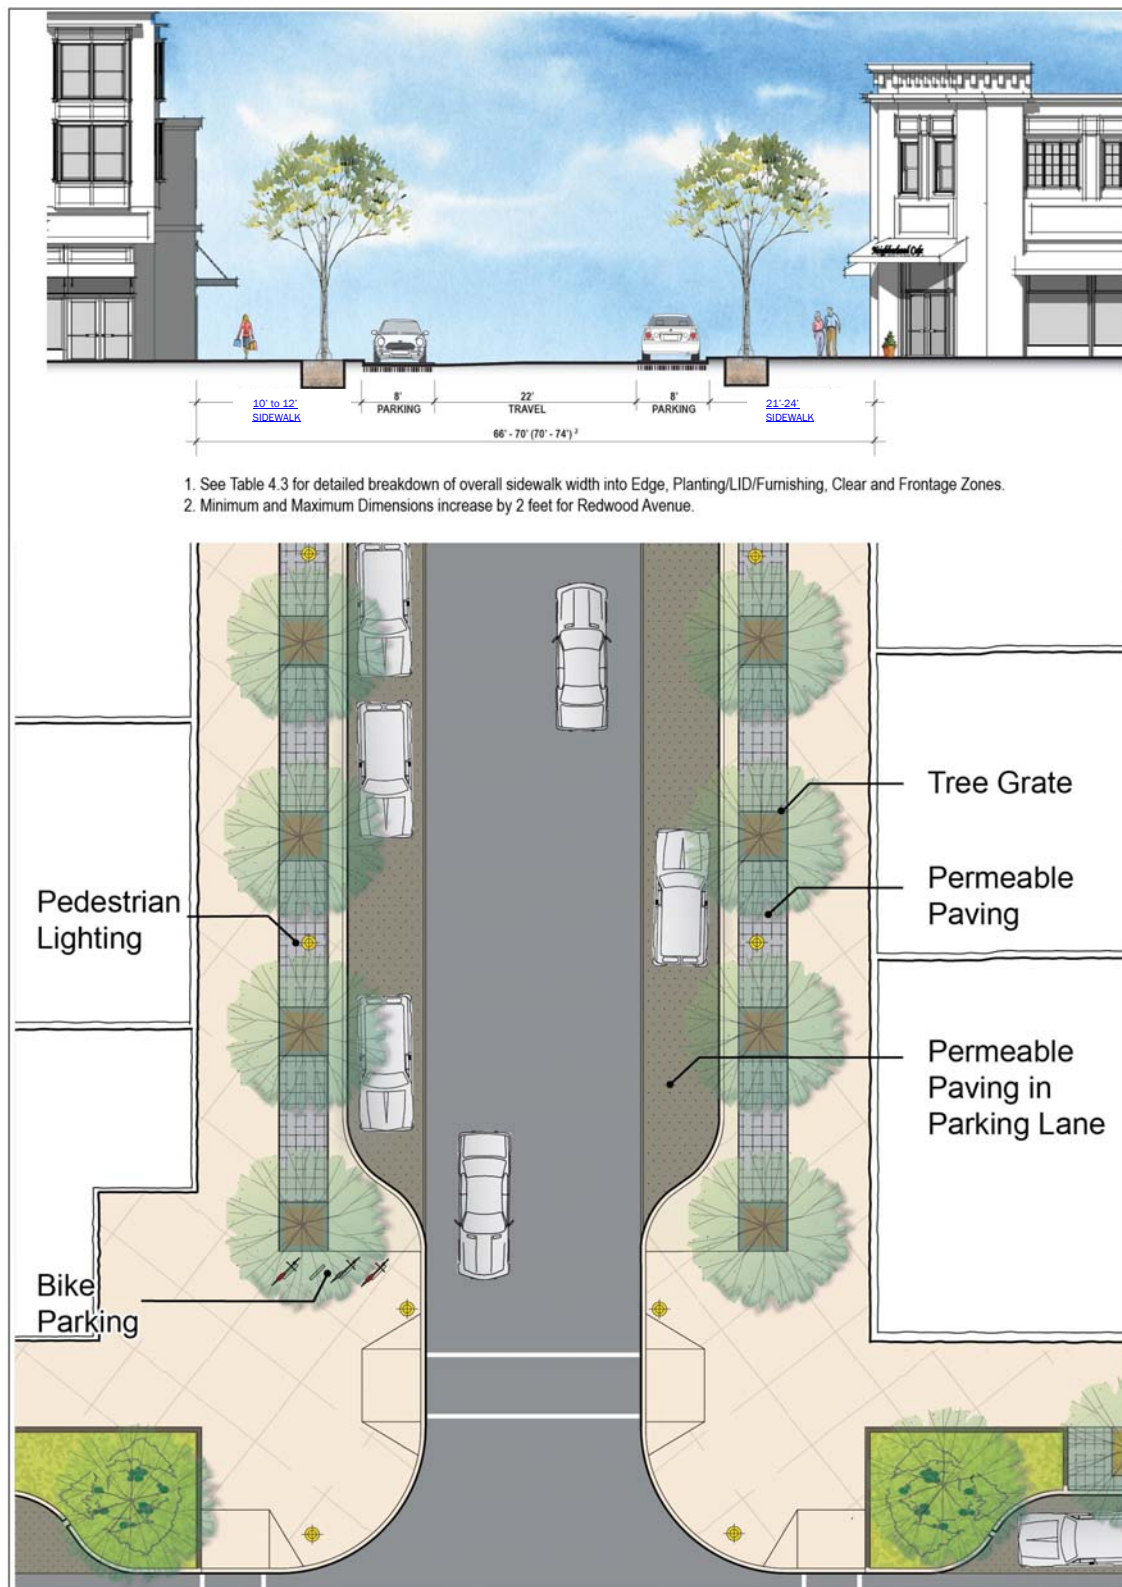 Neighborhood Cafe
10' to 12'
SIDEWALK
8'
PARKING
22'
TRAVEL
8'
PARKING
21'-24'
SIDEWALK
66' - 70' (70' - 74') 2
1. See Table 4.3 for detailed breakdown of overall sidewalk width into Edge, Planting/LID/Furnishing, Clear and Frontage Zones.
2. Minimum and Maximum Dimensions increase by 2 feet for Redwood Avenue.
Tree Grate
Permeable
Paving
Pedestrian
Lighting
Permeable
Paving in
Parking Lane
Bike
Parking